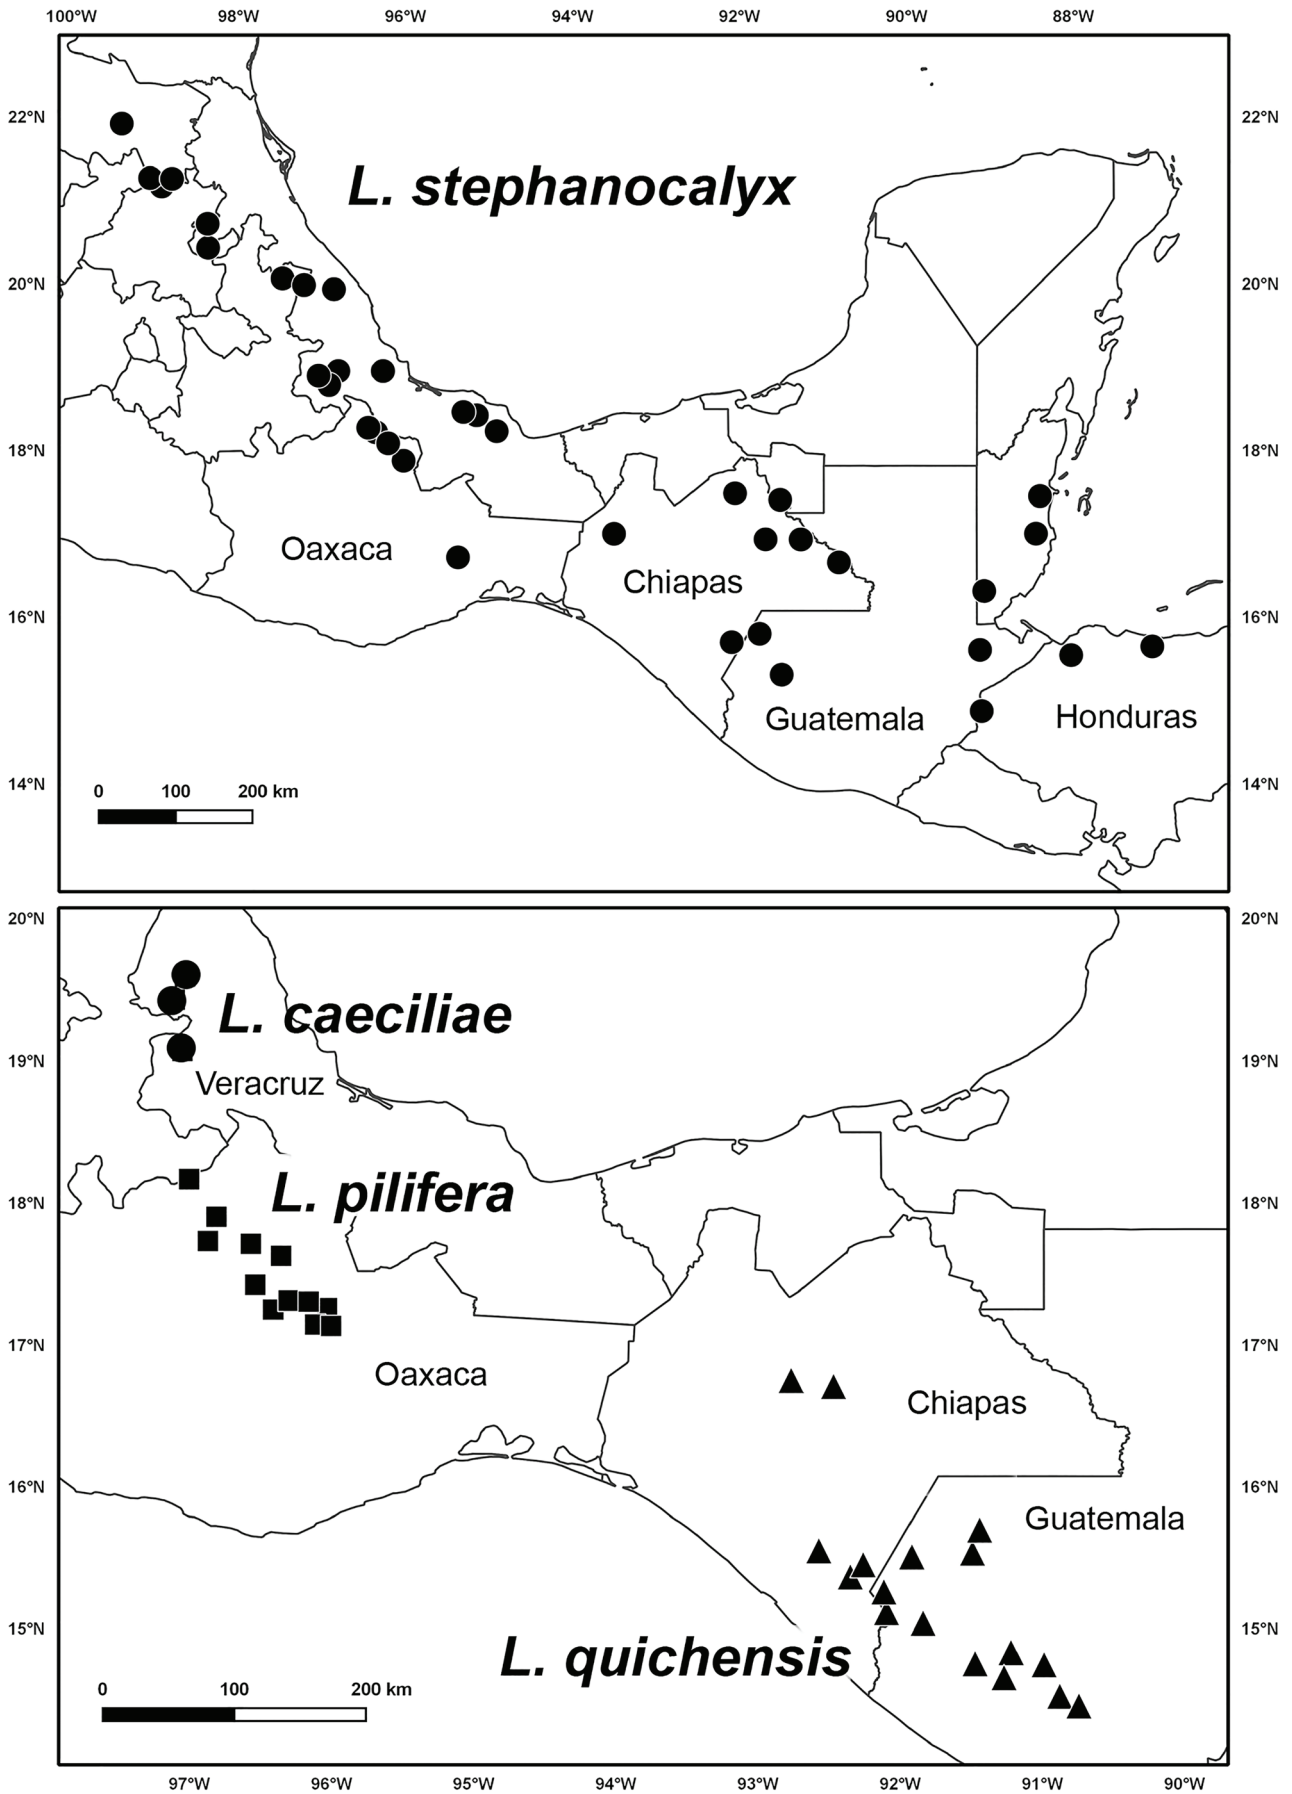 100°W 98°W 96°W 94°W 92°W 90°W 88°W
22°N 22°N
L. stephanocalyx
20°N 20°N
18°N 18°N
Oaxaca
Chiapas
16°N 16°N
Guatemala Honduras
14°N 14°N
0 100 200 km
20°N 20°N
L. caeciliae
19°N 19°N
Veracruz
L. pilifera
18°N 18°N
17°N 17°N
Oaxaca
Chiapas
16°N 16°N
Guatemala
15°N 15°N
L. quichensis
0 100 200 km
97°W 96°W 95°W 94°W 93°W 92°W 91°W 90°W